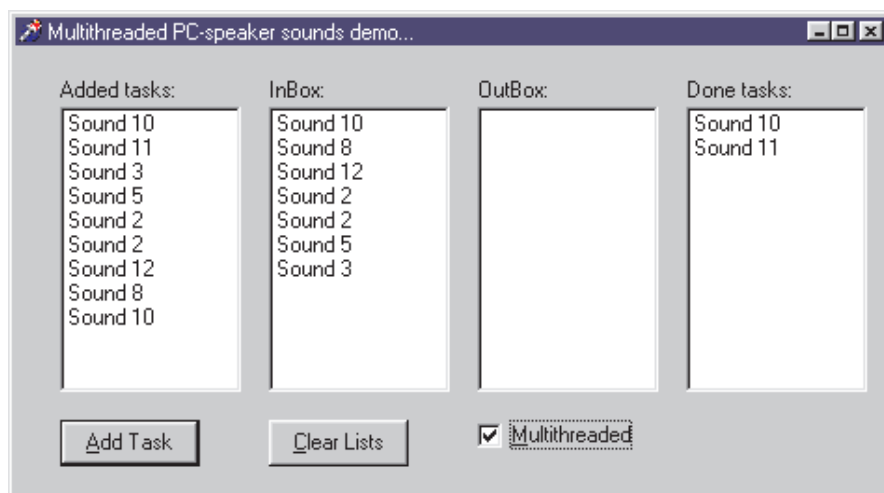 Multithreaded PC-speaker sounds demo...
Added tasks:
Sound 10
Sound 11
Sound 3
Sound 5
Sound 2
Sound 2
Sound 12
Sound 8
Sound 10
InBox:
Sound 10
Sound 8
Sound 12
Sound 2
Sound 2
Sound 5
Sound 3
OutBox:
Done tasks:
Sound 10
Sound 11
Add Task
Clear Lists
Multithreaded